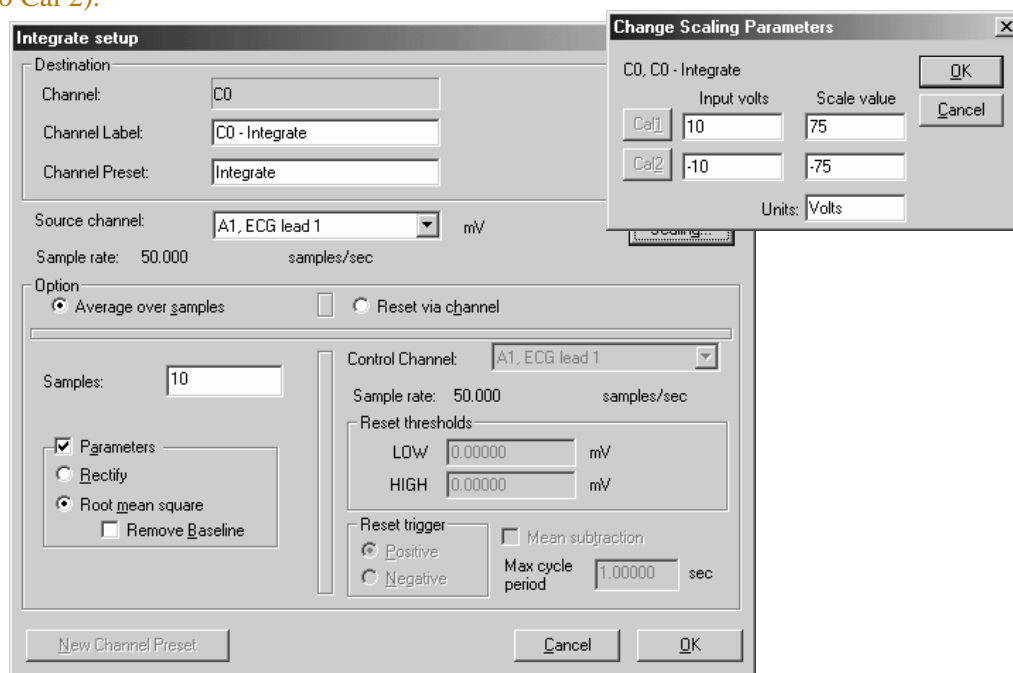 o Cal 2).
Integrate setup
Destination
Channel: C0
Channel Label: C0 - Integrate
Channel Preset: Integrate
Source channel: A1, ECG lead 1 mV
Scaling...
Sample rate: 50.000 samples/sec
Option
Average over samples
Reset via channel
Samples: 10
Parameters
Rectify
Root mean square
Remove Baseline
Control Channel: A1, ECG lead 1
Sample rate: 50.000 samples/sec
Reset thresholds
LOW 0.00000 mV
HIGH 0.00000 mV
Reset trigger
Positive
Negative
Mean subtraction
Max cycle
period 1.00000 sec
New Channel Preset
Cancel
OK
Change Scaling Parameters
C0, C0 - Integrate
OK
Input volts Scale value
Cancel
Cal1 10 75
Cal2 -10 -75
Units: Volts